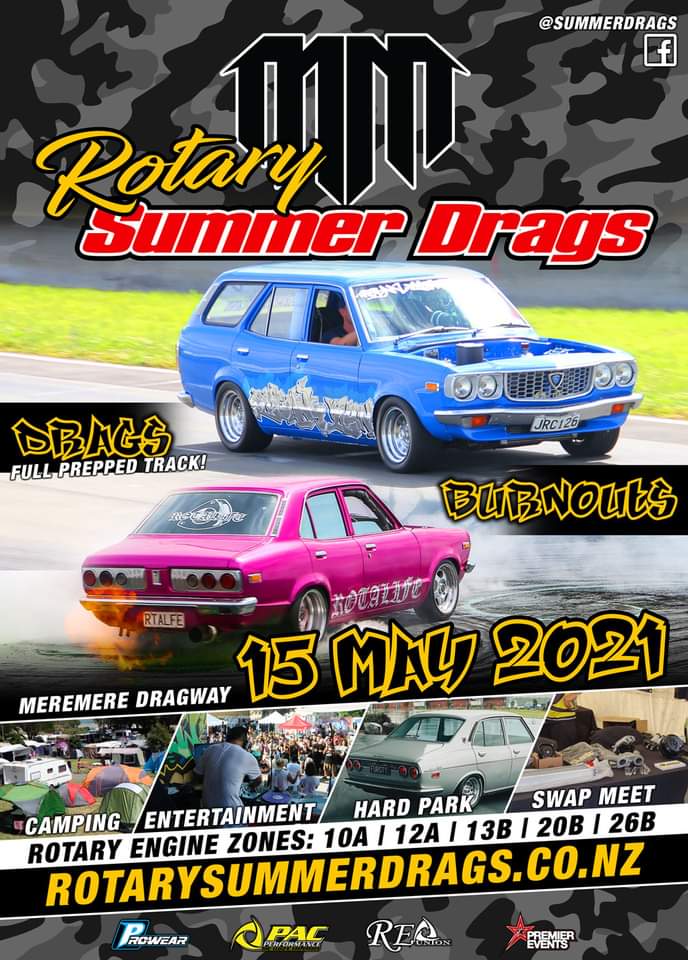 @SUMMERDRAGS
MM
Rotary
Summer Drags
JRC126
DRAGS
FULL PREPPED TRACK!
BURNOUTS
ROTALIFE
ROTALIFE
RTALFE
15 MAY 2021
MEREMERE DRAGWAY
CAMPING
ENTERTAINMENT
HARD PARK
SWAP MEET
ROTARY ENGINE ZONES: 10A | 12A | 13B | 20B | 26B
ROTARYSUMMERDRAGS.CO.NZ
PROWEAR
PAC
PERFORMANCE
RE
UNION
PREMIER
EVENTS